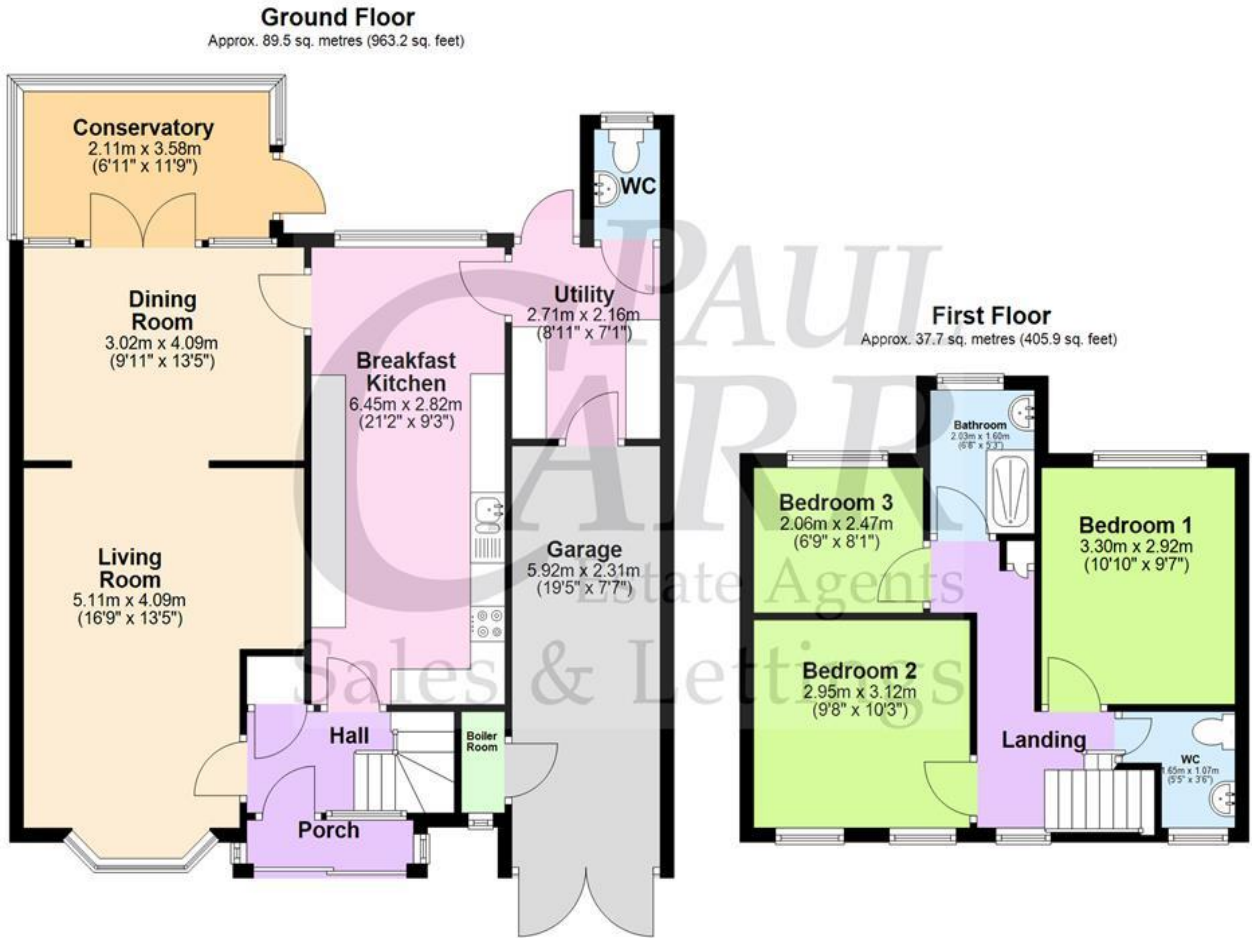 Ground Floor
Approx. 89.5 sq. metres (963.2 sq. feet)
Conservatory
2.11m x 3.58m
(6'11" x 11'9")
WC
Dining
Room
3.02m x 4.09m
(9'11" x 13'5")
Utility
2.71m x 2.16m
(8'11" x 7'1")
Breakfast
Kitchen
6.45m x 2.82m
(21'2" x 9'3")
Living
Room
5.11m x 4.09m
(16'9" x 13'5")
Garage
5.92m x 2.31m
(19'5" x 7'7")
Hall
Boiler
Room
Porch
First Floor
Approx. 37.7 sq. metres (405.9 sq. feet)
Bathroom
2.03m x 1.60m
(6'8" x 5'3")
Bedroom 3
2.06m x 2.47m
(6'9" x 8'1")
Bedroom 1
3.30m x 2.92m
(10'10" x 9'7")
Bedroom 2
2.95m x 3.12m
(9'8" x 10'3")
Landing
WC
1.65m x 1.07m
(5'5" x 3'6")
PAUL
CARR
Estate Agents
Sales & Lettings